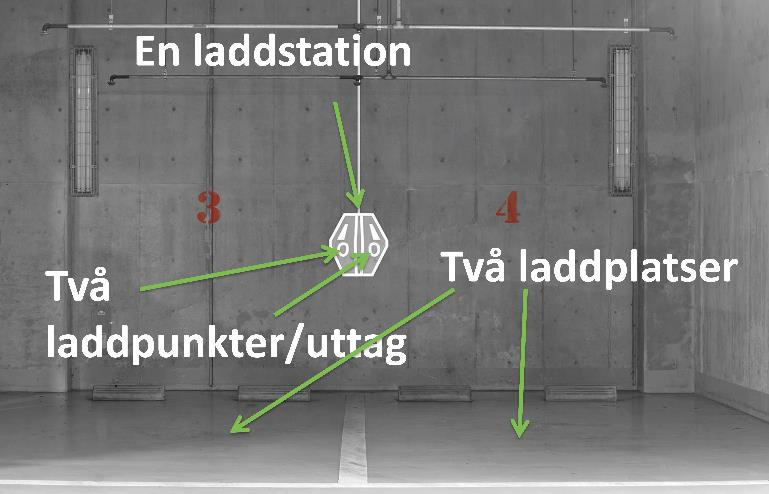 En laddstation
3
4
Två laddplatser
Två
laddpunkter/uttag